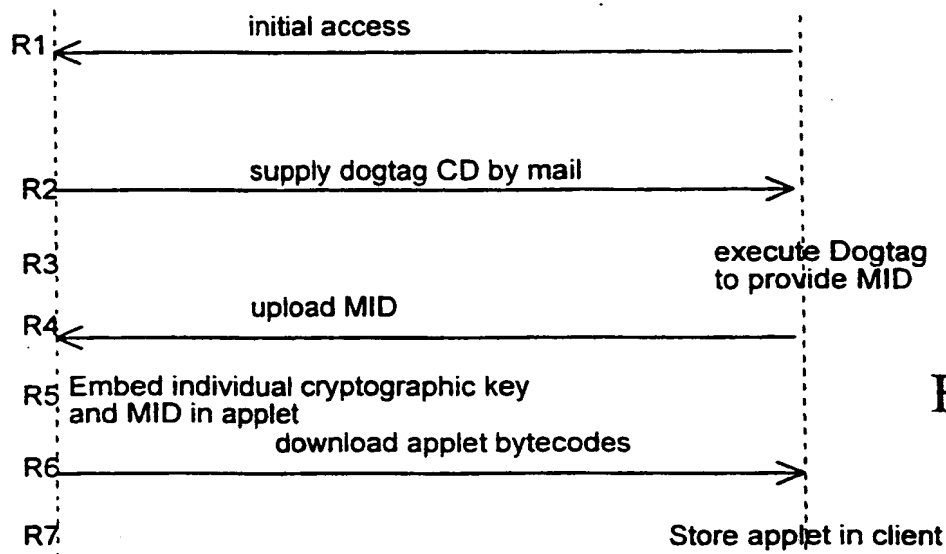 initial access
R1
supply dogtag CD by mail
R2
execute Dogtag
R3
to provide MID
upload MID
R4
R5 Embed individual cryptographic key
and MID in applet
download applet bytecodes
R6
R7
Store applet in client